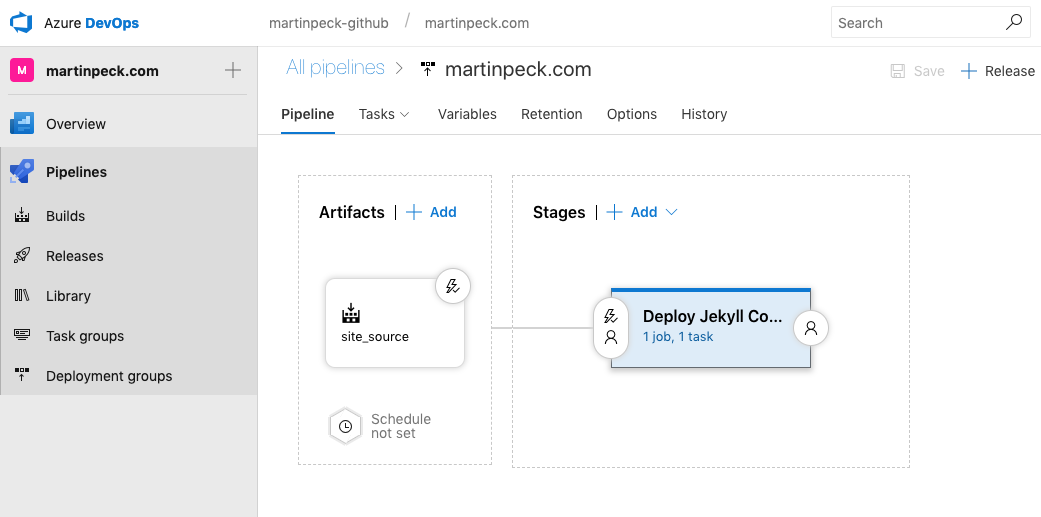 Azure DevOps
martinpeck-github / martinpeck.com
Search
M
martinpeck.com
All pipelines > martinpeck.com
Save
Release
Overview
Pipeline
Tasks
Variables
Retention
Options
History
Pipelines
Builds
Releases
Library
Task groups
Deployment groups
Artifacts | + Add
site_source
Schedule
not set
Stages | + Add
Deploy Jekyll Co...
1 job, 1 task